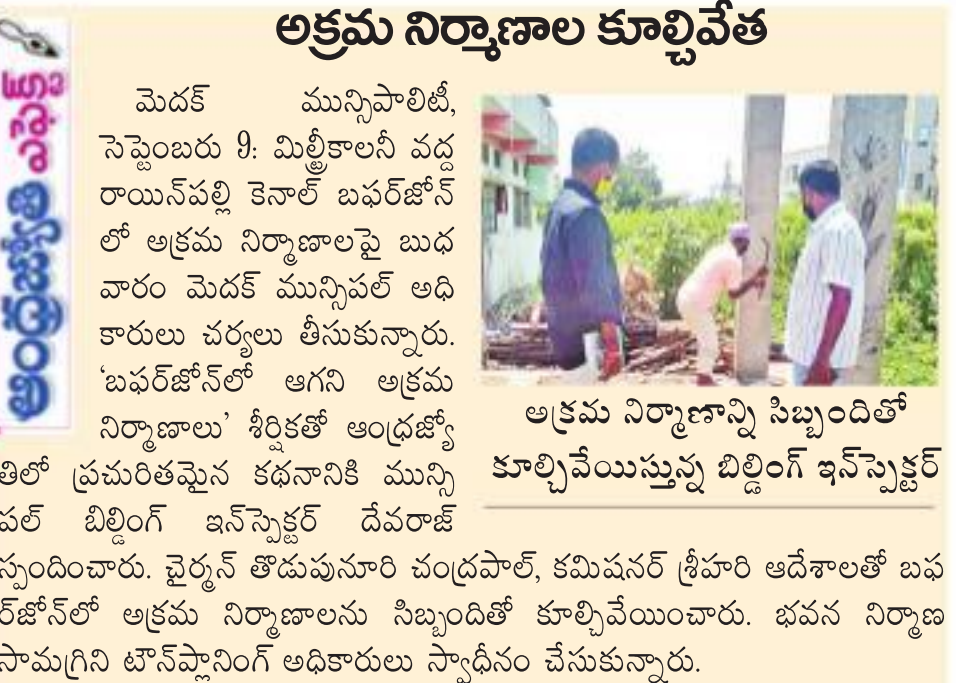 అక్రమ నిర్మాణాల కూల్చివేత
ఆంధ్రజ్యోతి ఎఫెక్ట్
మెదక్ మున్సిపాలిటీ,
సెప్టెంబరు 9: మిల్ట్రీకాలనీ వద్ద
రాయిన్‌పల్లి కెనాల్ బఫర్‌జోన్
లో అక్రమ నిర్మాణాలపై బుధ
వారం మెదక్ మున్సిపల్ అధి
కారులు చర్యలు తీసుకున్నారు.
‘బఫర్‌జోన్‌లో ఆగని అక్రమ
నిర్మాణాలు’ శీర్షికతో ఆంధ్రజ్యో
తిలో ప్రచురితమైన కథనానికి మున్సి
పల్ బిల్డింగ్ ఇన్‌స్పెక్టర్ దేవరాజ్
స్పందించారు. చైర్మన్ తొడుపునూరి చంద్రపాల్, కమిషనర్ శ్రీహరి ఆదేశాలతో బఫ
ర్‌జోన్‌లో అక్రమ నిర్మాణాలను సిబ్బందితో కూల్చివేయించారు. భవన నిర్మాణ
సామగ్రిని టౌన్‌ప్లానింగ్ అధికారులు స్వాధీనం చేసుకున్నారు.
అక్రమ నిర్మాణాన్ని సిబ్బందితో
కూల్చివేయిస్తున్న బిల్డింగ్ ఇన్‌స్పెక్టర్